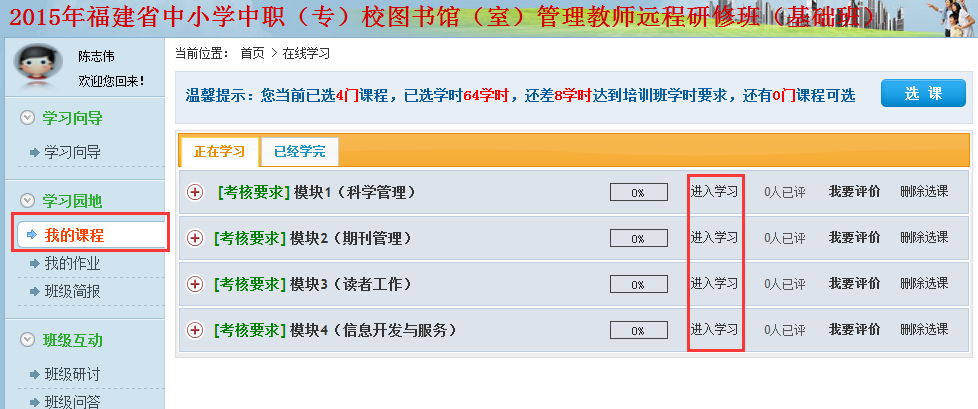 2015年福建省中小学中职（专）校图书馆（室）管理教师远程研修班（基础班）
陈志伟
欢迎您回来！
学习向导
学习向导
学习园地
我的课程
我的作业
班级简报
班级互动
班级研讨
班级问答
当前位置： 首页 > 在线学习
温馨提示：您当前已选4门课程，已选学时64学时，还差8学时达到培训班学时要求，还有0门课程可选
选 课
正在学习 已经学完
[考核要求] 模块1（科学管理） 0% 进入学习 0人已评 我要评价 删除选课
[考核要求] 模块2（期刊管理） 0% 进入学习 0人已评 我要评价 删除选课
[考核要求] 模块3（读者工作） 0% 进入学习 0人已评 我要评价 删除选课
[考核要求] 模块4（信息开发与服务） 0% 进入学习 0人已评 我要评价 删除选课